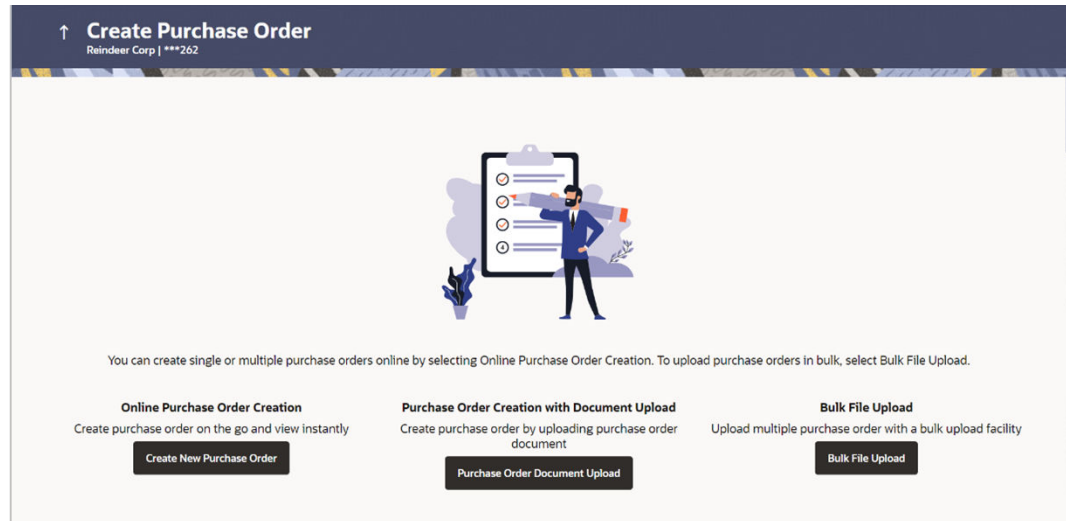 Create Purchase Order
Reindeer Corp | ***262
4
You can create single or multiple purchase orders online by selecting Online Purchase Order Creation. To upload purchase orders in bulk, select Bulk File Upload.
Online Purchase Order Creation
Create purchase order on the go and view instantly
Create New Purchase Order
Purchase Order Creation with Document Upload
Create purchase order by uploading purchase order
document
Purchase Order Document Upload
Bulk File Upload
Upload multiple purchase order with a bulk upload facility
Bulk File Upload